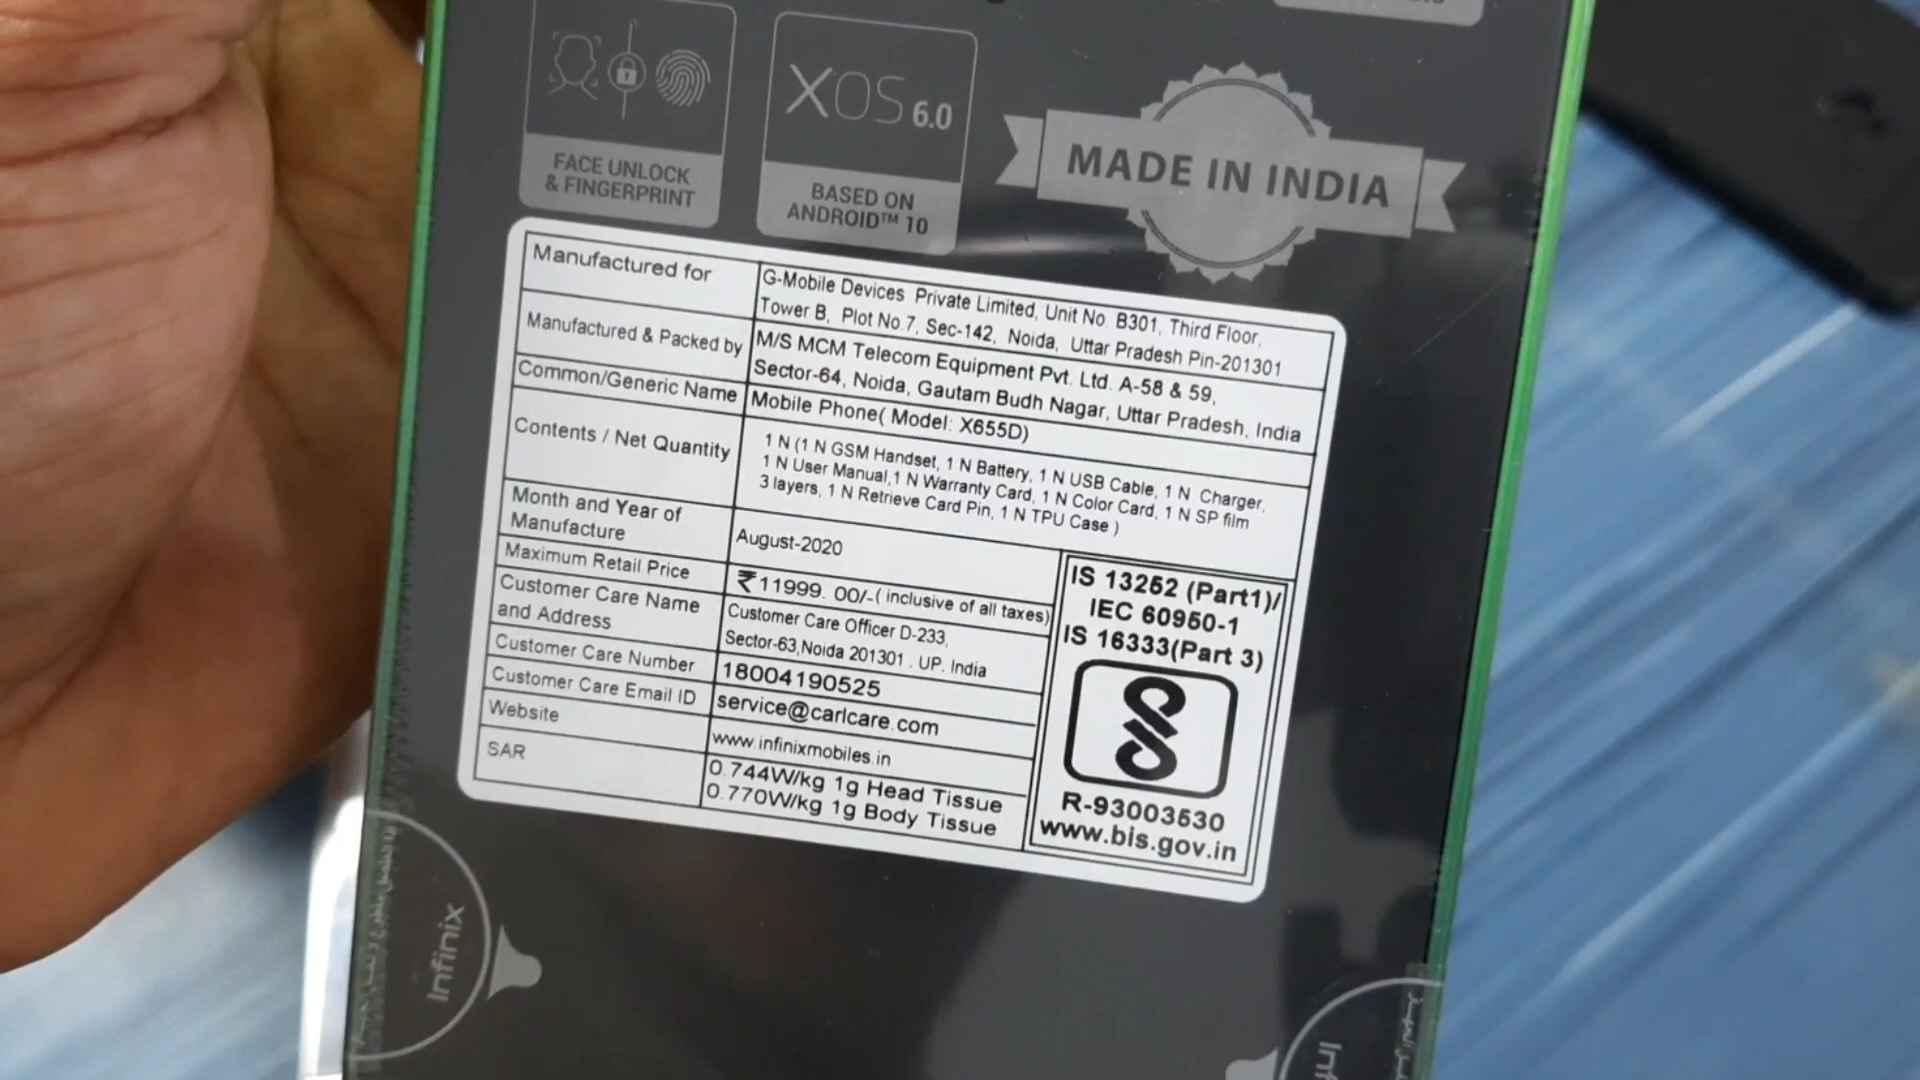 FACE UNLOCK
& FINGERPRINT
XOS 6.0
BASED ON
ANDROID™ 10
MADE IN INDIA
Manufactured for
G-Mobile Devices Private Limited, Unit No. B301, Third Floor,
Tower B, Plot No.7, Sec-142, Noida, Uttar Pradesh Pin-201301
Manufactured & Packed by
M/S MCM Telecom Equipment Pvt. Ltd. A-58 & 59,
Sector-64, Noida, Gautam Budh Nagar, Uttar Pradesh, India
Common/Generic Name
Mobile Phone( Model: X655D)
Contents / Net Quantity
1 N (1 N GSM Handset, 1 N Battery, 1 N USB Cable, 1 N Charger,
1 N User Manual,1 N Warranty Card, 1 N Color Card, 1 N SP film
3 layers, 1 N Retrieve Card Pin, 1 N TPU Case )
Month and Year of
Manufacture
August-2020
Maximum Retail Price
₹11999. 00/-( inclusive of all taxes)
Customer Care Name
and Address
Customer Care Officer D-233,
Sector-63,Noida 201301 . UP. India
Customer Care Number
18004190525
Customer Care Email ID
service@carlcare.com
Website
www.infinixmobiles.in
SAR
0.744W/kg 1g Head Tissue
0.770W/kg 1g Body Tissue
IS 13252 (Part1)/
IEC 60950-1
IS 16333(Part 3)
R-93003530
www.bis.gov.in
Infinix